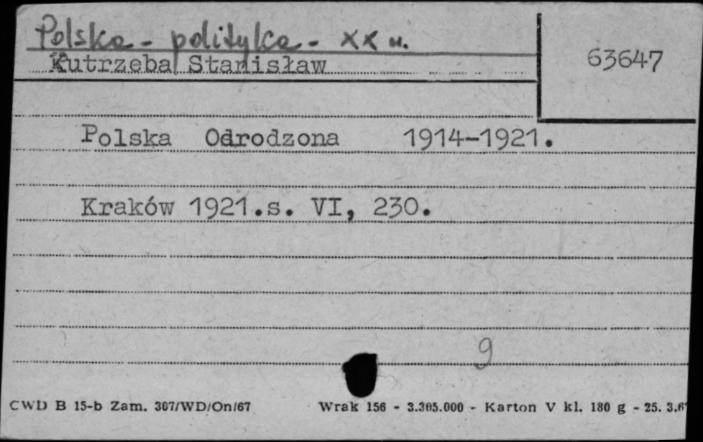 Polska - polityka - XX w.
63647
Kutrzeba Stanisław
Polska Odrodzona 1914-1921.
Kraków 1921.s. VI, 230.
9
CWD B 15-b Zam. 307/WD/On/67 Wrak 156 - 3.305.000 - Karton V kl. 180 g - 25. 3.6